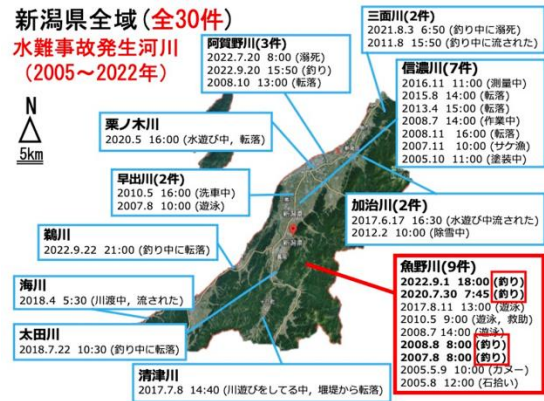 新潟県全域(全30件)
水難事故発生河川
(2005～2022年)
N
5km
三面川(2件)
2021.8.3 6:50 (釣り中に溺死)
2011.8 15:50 (釣り中に流された)
阿賀野川(3件)
2022.7.20 8:00 (溺死)
2022.9.20 15:50 (釣り)
2008.10 13:00 (転落)
信濃川(7件)
2016.11 11:00 (測量中)
2015.8 14:00 (転落)
2013.4 15:00 (転落)
2008.7 14:00 (作業中)
2008.11 16:00 (転落)
2007.11 10:00 (サケ漁)
2005.10 11:00 (塗装中)
栗ノ木川
2020.5 16:00 (水遊び中, 転落)
早出川(2件)
2010.5 16:00 (洗車中)
2007.8 10:00 (遊泳)
加治川(2件)
2017.6.17 16:30 (水遊び中流された)
2012.2 10:00 (除雪中)
鵜川
2022.9.22 21:00 (釣り中に転落)
海川
2018.4 5:30 (川渡中, 流された)
太田川
2018.7.22 10:30 (釣り中に転落)
清津川
2017.7.8 14:40 (川遊びをしてる中, 堰堤から転落)
魚野川(9件)
2022.9.1 18:00 (釣り)
2020.7.30 7:45 (釣り)
2017.8.11 13:00 (遊泳)
2010.5 9:00 (遊泳, 救助)
2008.7 14:00 (遊泳)
2008.8 8:00 (釣り)
2007.8 8:00 (釣り)
2005.5.9 10:00 (カヌー)
2005.8 12:00 (石拾い)
新潟県